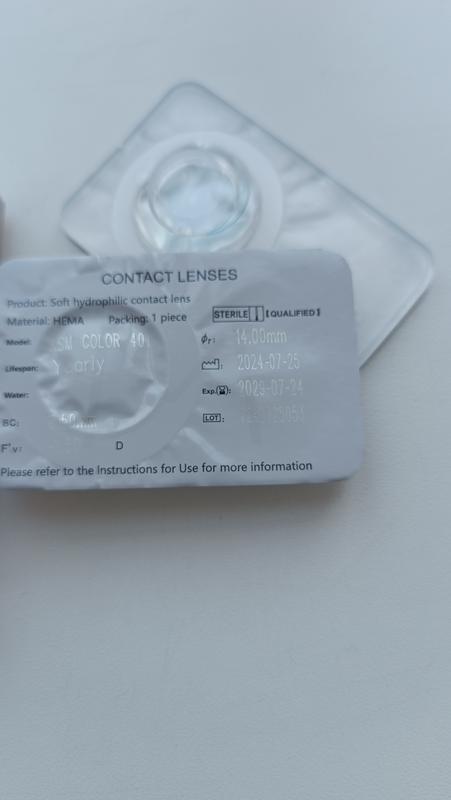 CONTACT LENSES
Product: Soft hydrophilic contact lens
Material: HEMA Packing: 1 piece
STERILE [QUALIFIED]
Model: COLOR 40
Φт: 14.00mm
Lifespan:
2024-07-25
Water:
Exp. : 2029-07-24
BC:
LOT:
F'v: D
Please refer to the Instructions for Use for more information